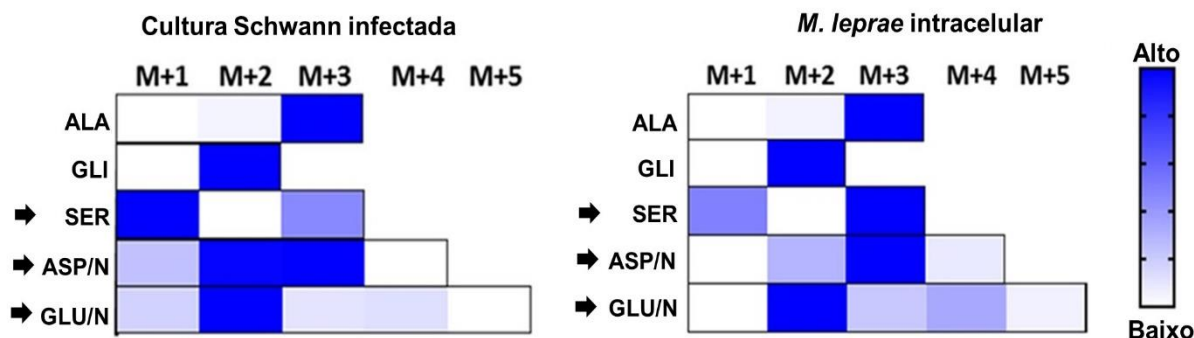 Cultura Schwann infectada
M+1 M+2 M+3 M+4 M+5
ALA
GLI
SER
ASP/N
GLU/N
M. leprae intracelular
M+1 M+2 M+3 M+4 M+5
ALA
GLI
SER
ASP/N
GLU/N
Alto
Baixo